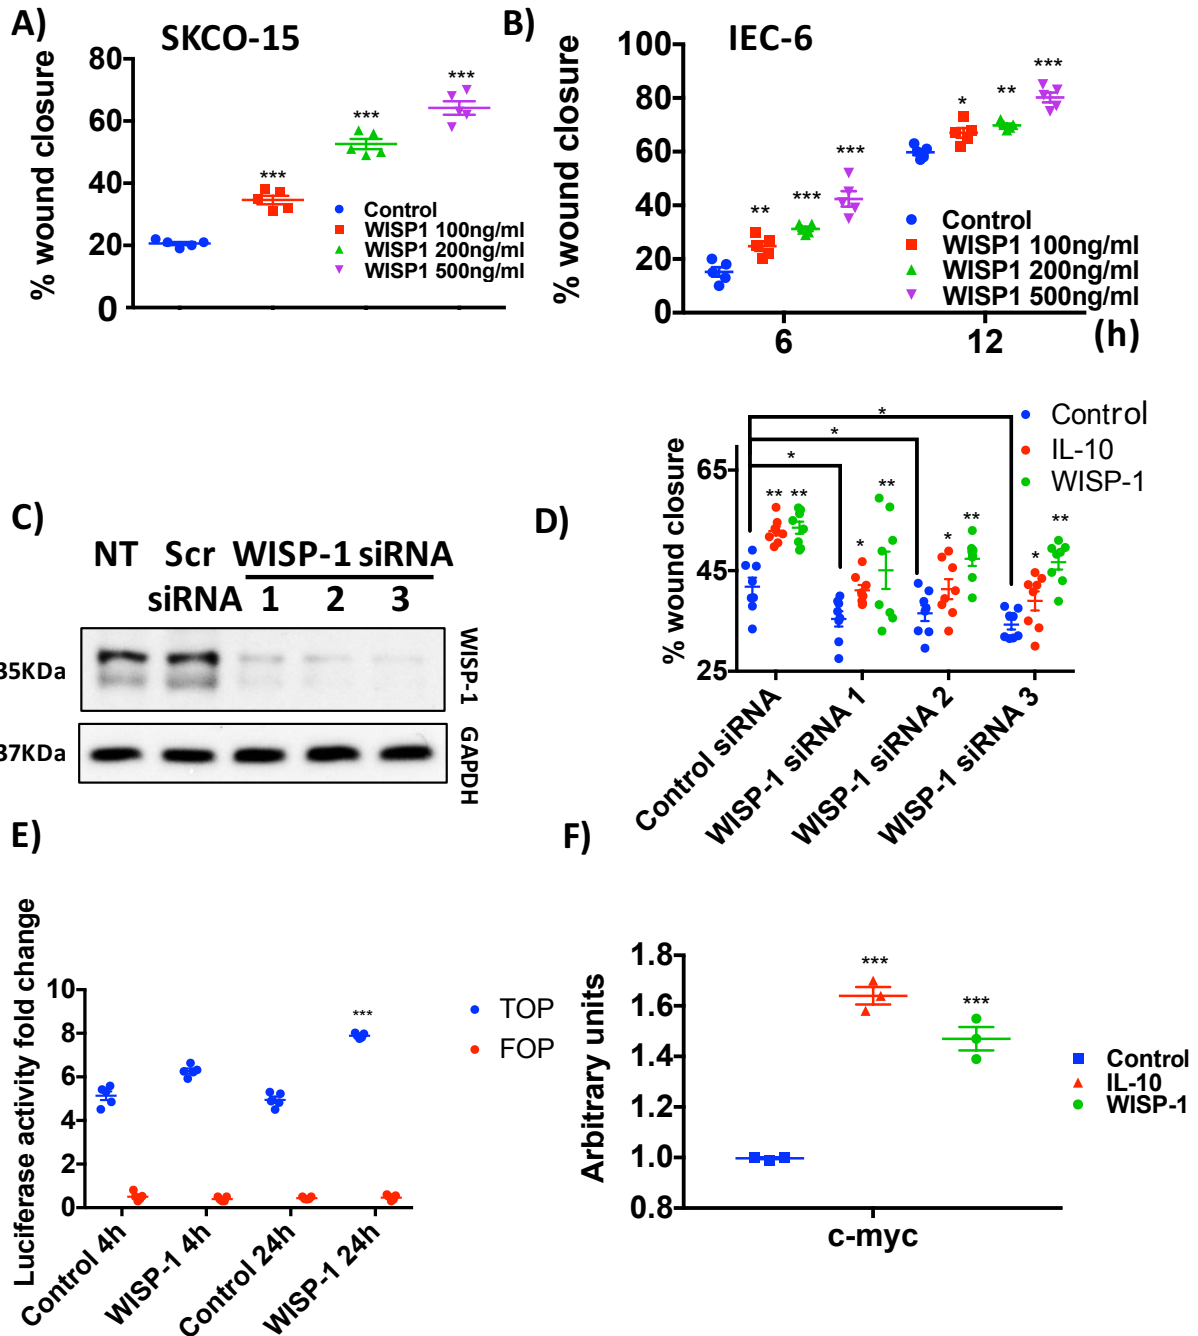 A)
SKCO-15
% wound closure
80
60
40
20
0
***
***
***
Control
WISP1 100ng/ml
WISP1 200ng/ml
WISP1 500ng/ml
B)
IEC-6
% wound closure
100
80
60
40
20
0
**
***
***
*
**
***
Control
WISP1 100ng/ml
WISP1 200ng/ml
WISP1 500ng/ml
6
12
(h)
C)
NT
Scr
siRNA
WISP-1 siRNA
1
2
3
35KDa
WISP-1
37KDa
GAPDH
D)
% wound closure
65
45
25
*
*
*
**
**
*
**
*
**
*
**
Control
IL-10
WISP-1
Control siRNA
WISP-1 siRNA 1
WISP-1 siRNA 2
WISP-1 siRNA 3
E)
Luciferase activity fold change
10
8
6
4
2
0
***
TOP
FOP
Control 4h
WISP-1 4h
Control 24h
WISP-1 24h
F)
Arbitrary units
1.8
1.6
1.4
1.2
1.0
0.8
***
***
Control
IL-10
WISP-1
c-myc